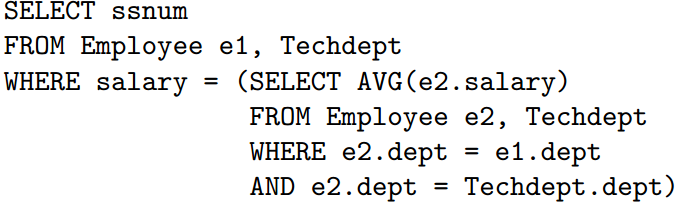 SELECT ssnum
FROM Employee e1, Techdept
WHERE salary = (SELECT AVG(e2.salary)
FROM Employee e2, Techdept
WHERE e2.dept = e1.dept
AND e2.dept = Techdept.dept)